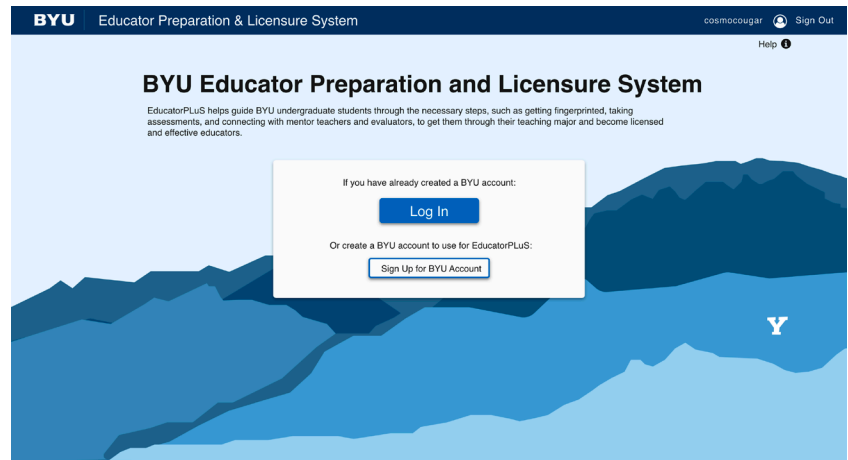 BYU Educator Preparation & Licensure System cosmocougar Sign Out
Help
BYU Educator Preparation and Licensure System
EducatorPLuS helps guide BYU undergraduate students through the necessary steps, such as getting fingerprinted, taking
assessments, and connecting with mentor teachers and evaluators, to get them through their teaching major and become licensed
and effective educators.
If you have already created a BYU account:
Log In
Or create a BYU account to use for EducatorPLuS:
Sign Up for BYU Account
Y